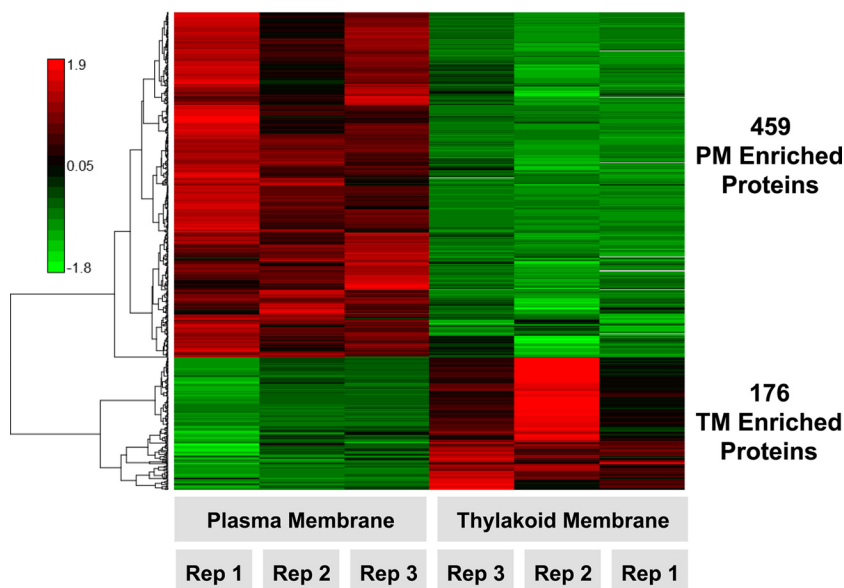 1.9
0.05
-1.8
459
PM Enriched
Proteins
176
TM Enriched
Proteins
Plasma Membrane
Thylakoid Membrane
Rep 1
Rep 2
Rep 3
Rep 3
Rep 2
Rep 1